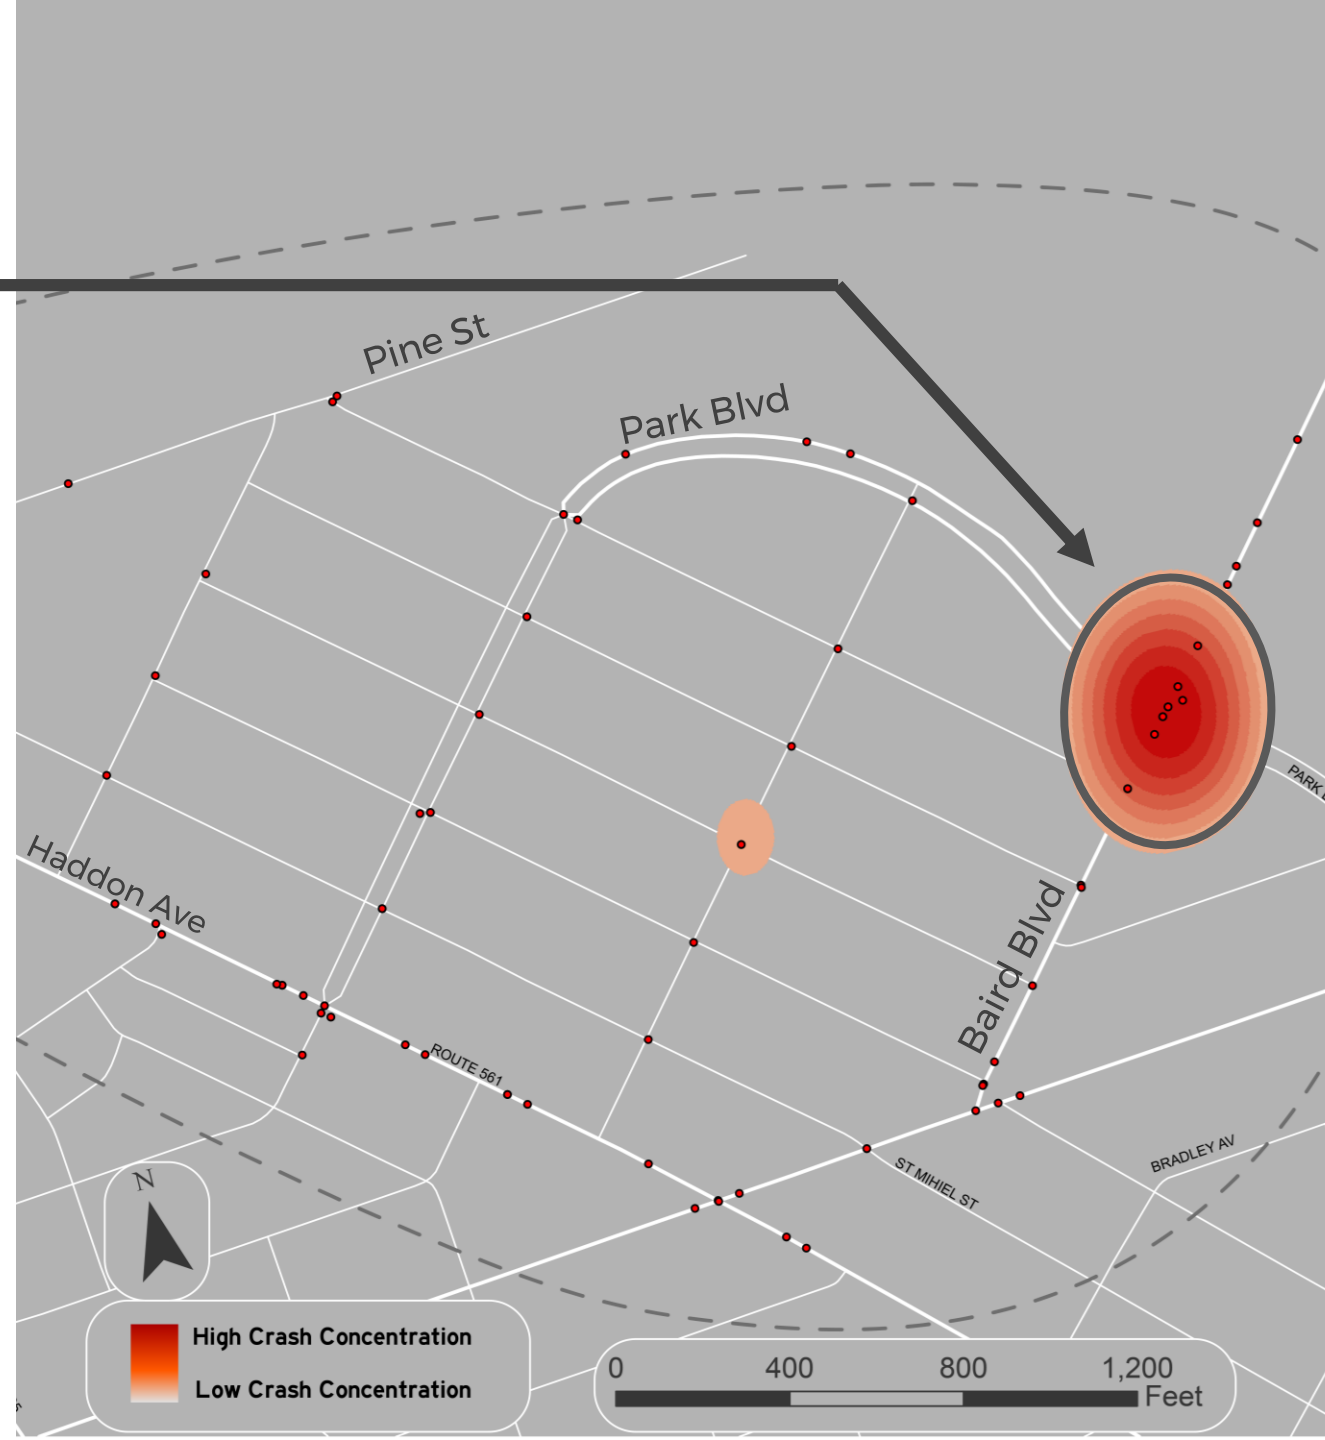 Pine St
Park Blvd
PARK
Haddon Ave
Baird Blvd
ROUTE 561
ST MIHIEL ST
BRADLEY AV
N
High Crash Concentration
Low Crash Concentration
0 400 800 1,200
Feet